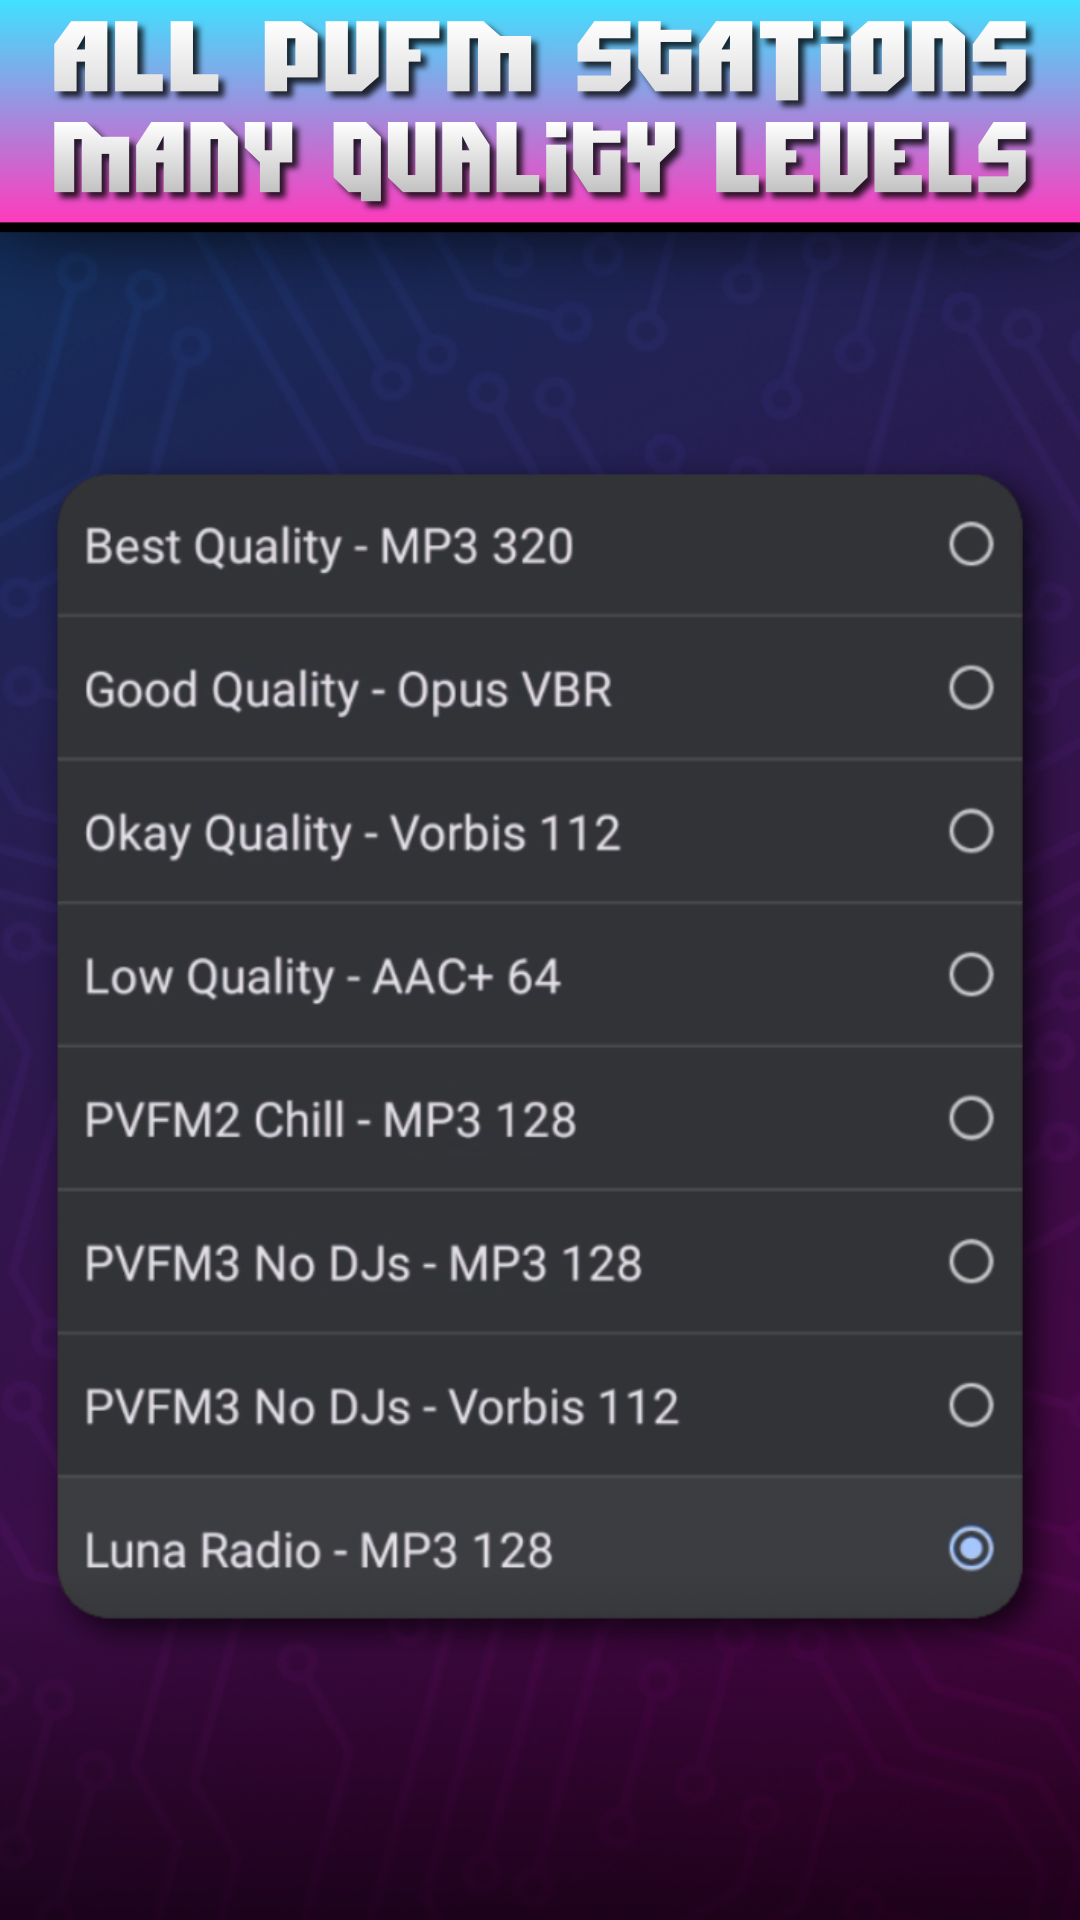 ALL PVFM STATIONS
MANY QUALITY LEVELS
Best Quality - MP3 320
Good Quality - Opus VBR
Okay Quality - Vorbis 112
Low Quality - AAC+ 64
PVFM2 Chill - MP3 128
PVFM3 No DJs - MP3 128
PVFM3 No DJs - Vorbis 112
Luna Radio - MP3 128